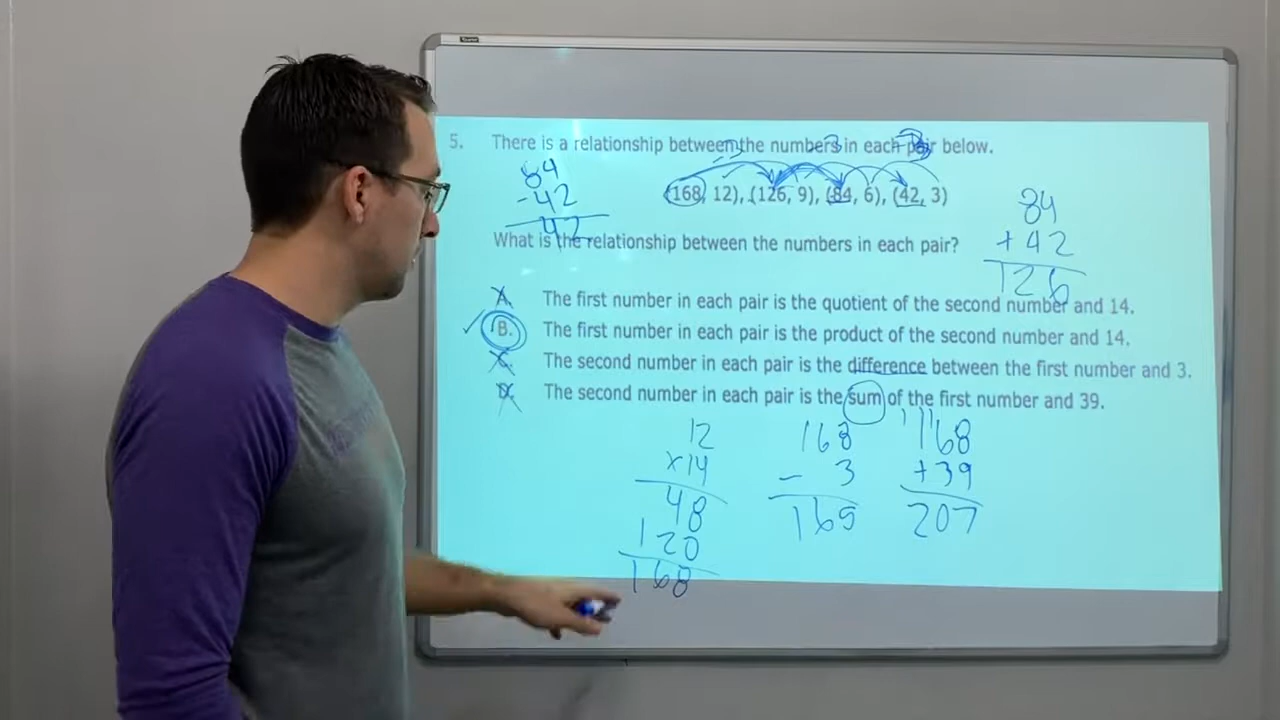 5. There is a relationship between the numbers in each pair below.
84
-42
42
(168, 12), (126, 9), (84, 6), (42, 3)
84
+42
126
What is the relationship between the numbers in each pair?
A. The first number in each pair is the quotient of the second number and 14.
B. The first number in each pair is the product of the second number and 14.
C. The second number in each pair is the difference between the first number and 3.
D. The second number in each pair is the sum of the first number and 39.
12
x14
48
120
168
168
- 3
165
11
168
+39
207